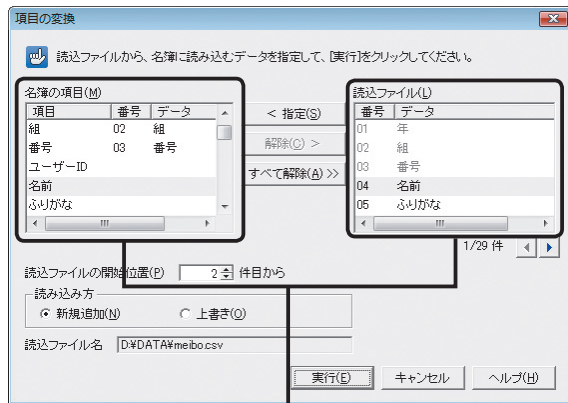 項目の変換
読込ファイルから、名簿に読み込むデータを指定して、[実行]をクリックしてください。
名簿の項目(M)
項目 番号 データ
組 02 組
番号 03 番号
ユーザーID
名前
ふりがな
< 指定(S)
解除(C) >
すべて解除(A) >>
読込ファイル(L)
番号 データ
01 年
02 組
03 番号
04 名前
05 ふりがな
1/29 件
読込ファイルの開始位置(P) 2 件目から
読み込み方
新規追加(N) 上書き(O)
読込ファイル名 D:¥DATA¥meibo.csv
実行(E) キャンセル ヘルプ(H)